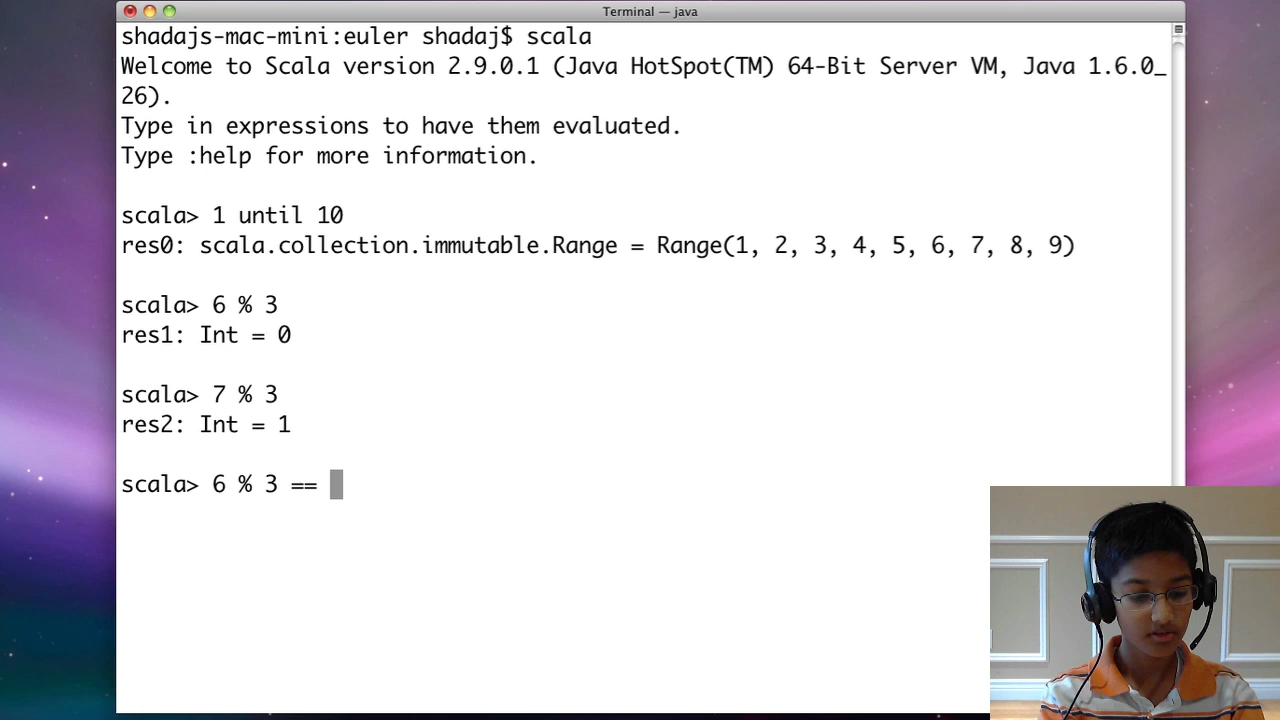 Terminal — java
shadajs-mac-mini:euler shadaj$ scala
Welcome to Scala version 2.9.0.1 (Java HotSpot(TM) 64-Bit Server VM, Java 1.6.0_
26).
Type in expressions to have them evaluated.
Type :help for more information.
scala> 1 until 10
res0: scala.collection.immutable.Range = Range(1, 2, 3, 4, 5, 6, 7, 8, 9)
scala> 6 % 3
res1: Int = 0
scala> 7 % 3
res2: Int = 1
scala> 6 % 3 ==